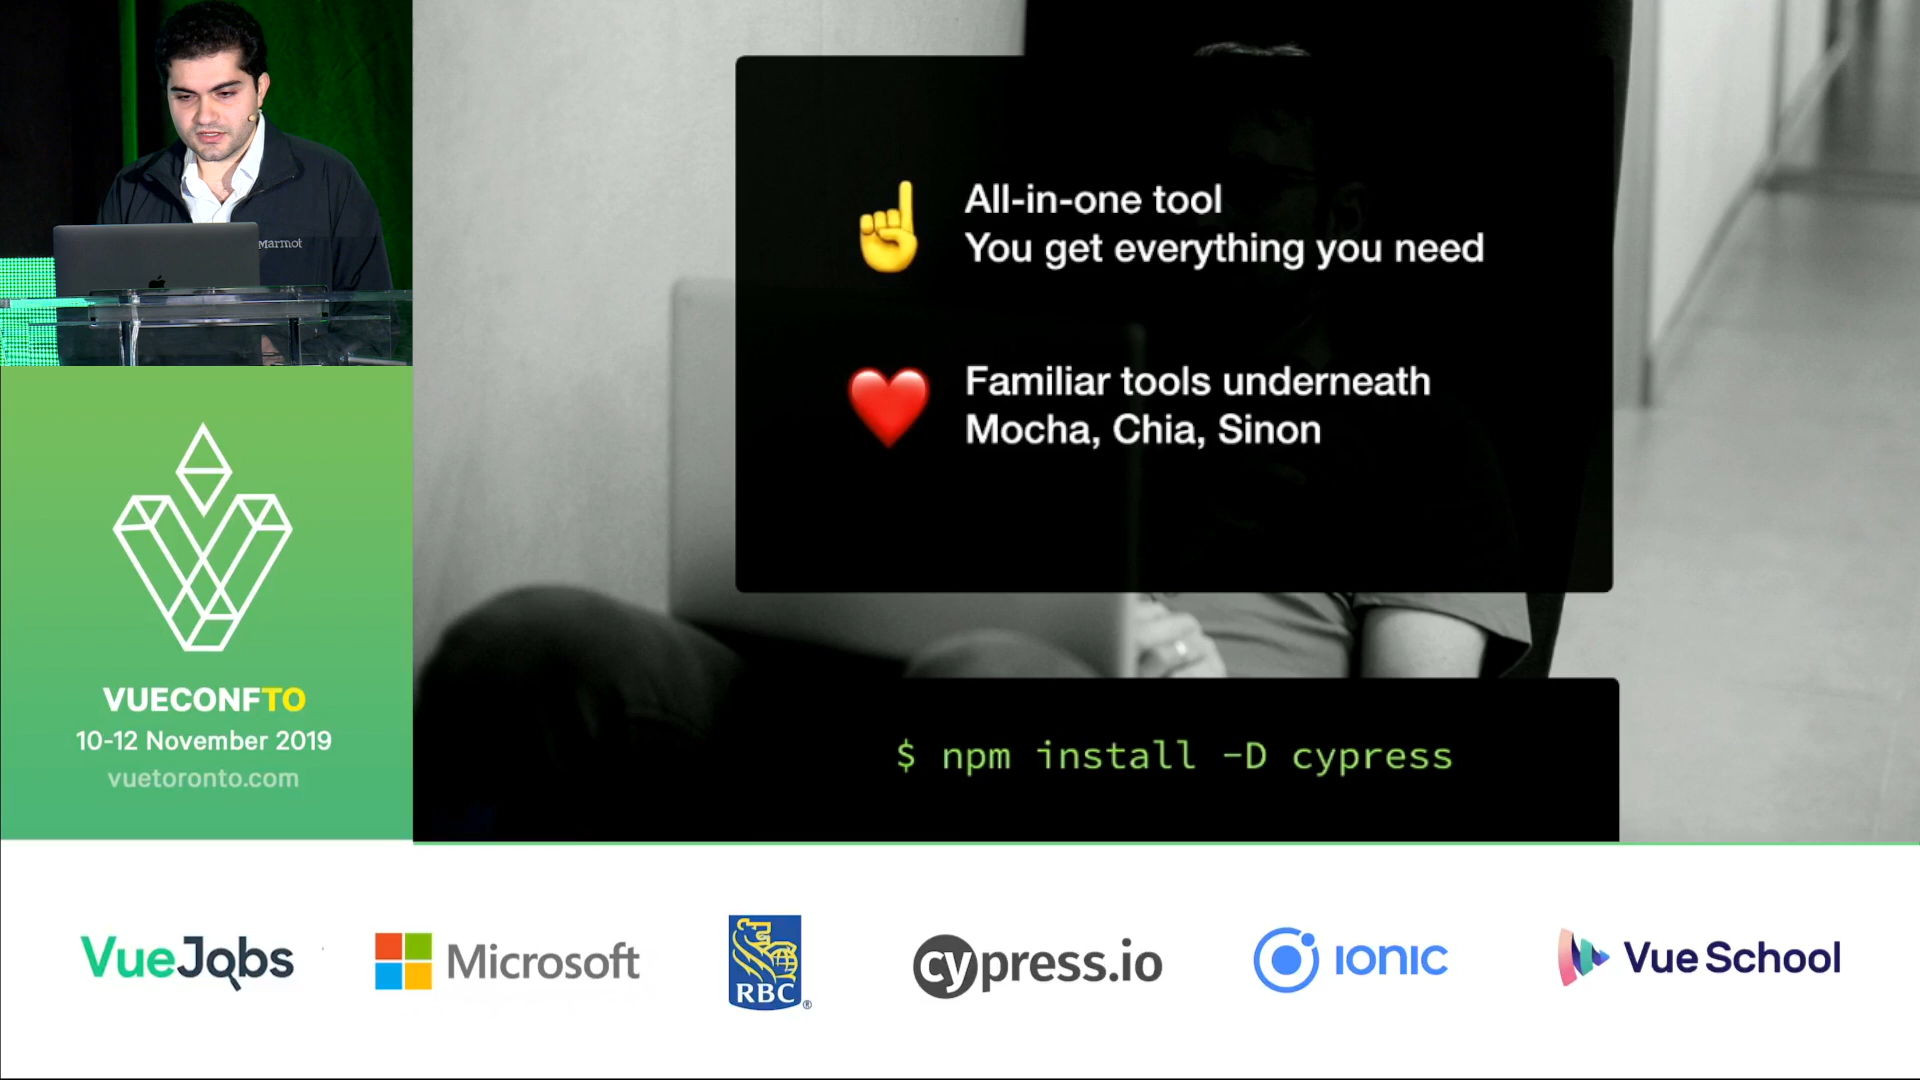 Marmot
All-in-one tool
You get everything you need
Familiar tools underneath
Mocha, Chia, Sinon
$ npm install -D cypress
VUECONFTO
10-12 November 2019
vuetoronto.com
VueJobs
Microsoft
RBC®
cypress.io
IONIC
Vue School